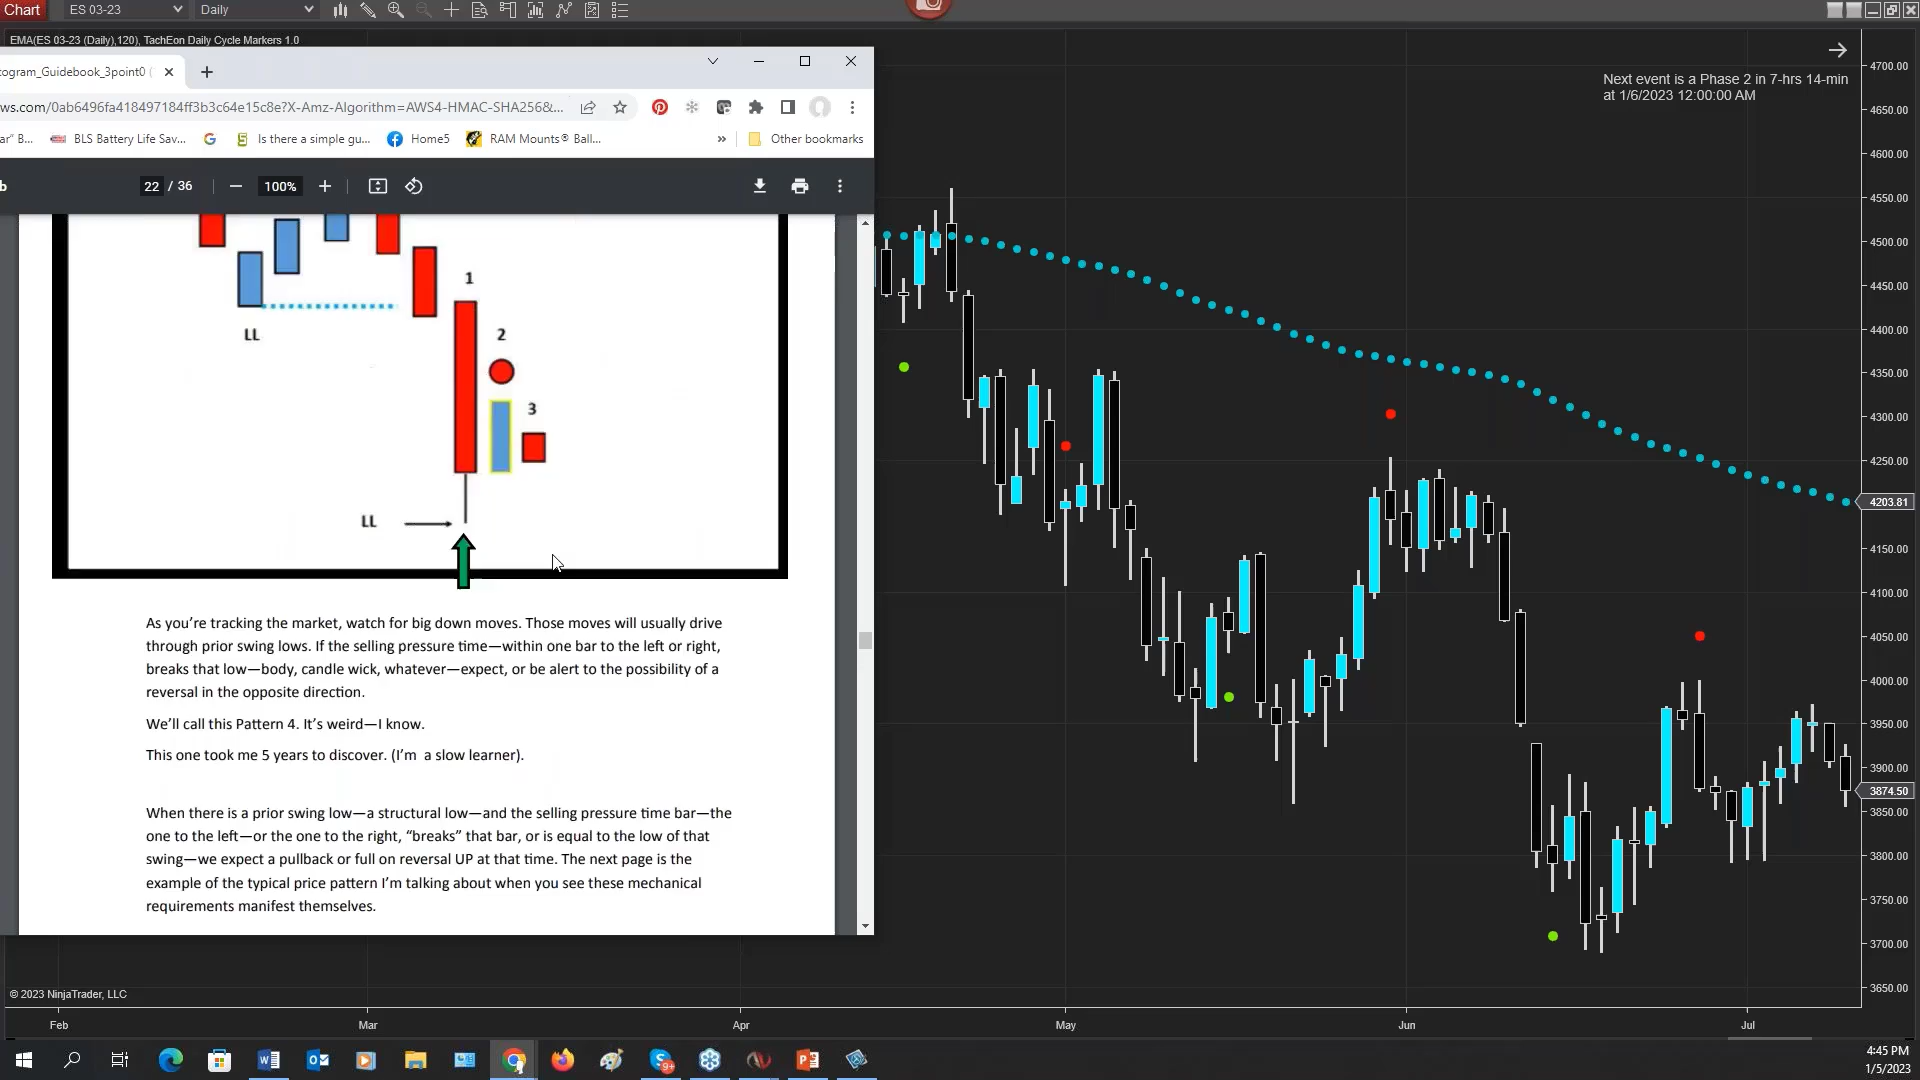 Chart
ES 03-23
Daily
EMA(ES 03-23 (Daily),120), TachEon Daily Cycle Markers 1.0
togram_Guidebook_3point0 (
ws.com/0ab6496fa418497184ff3b3c64e15c8e?X-Amz-Algorithm=AWS4-HMAC-SHA256&...
ar" B...
BLS Battery Life Sav...
Is there a simple gu...
Home5
RAM Mounts® Ball...
»
Other bookmarks
b
22 / 36
100%
1
2
3
LL
LL
As you're tracking the market, watch for big down moves. Those moves will usually drive
through prior swing lows. If the selling pressure time—within one bar to the left or right,
breaks that low—body, candle wick, whatever—expect, or be alert to the possibility of a
reversal in the opposite direction.
We'll call this Pattern 4. It's weird—I know.
This one took me 5 years to discover. (I'm a slow learner).
When there is a prior swing low—a structural low—and the selling pressure time bar—the
one to the left—or the one to the right, "breaks" that bar, or is equal to the low of that
swing—we expect a pullback or full on reversal UP at that time. The next page is the
example of the typical price pattern I'm talking about when you see these mechanical
requirements manifest themselves.
Next event is a Phase 2 in 7-hrs 14-min
at 1/6/2023 12:00:00 AM
4700.00
4650.00
4600.00
4550.00
4500.00
4450.00
4400.00
4350.00
4300.00
4250.00
4203.81
4150.00
4100.00
4050.00
4000.00
3950.00
3900.00
3874.50
3850.00
3800.00
3750.00
3700.00
3650.00
© 2023 NinjaTrader, LLC
Feb
Mar
Apr
May
Jun
Jul
9+
4:45 PM
1/5/2023